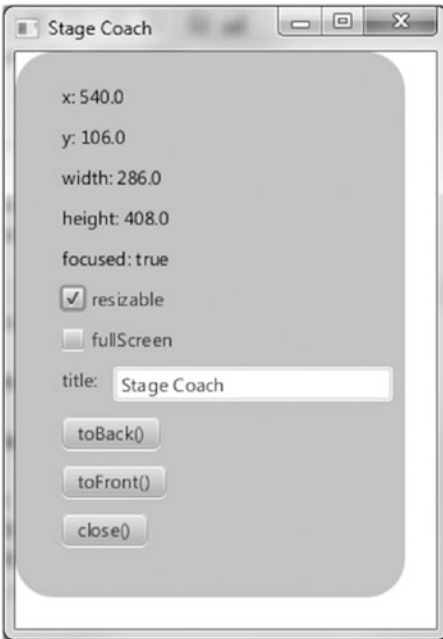 Stage Coach
x: 540.0
y: 106.0
width: 286.0
height: 408.0
focused: true
resizable
fullScreen
title: Stage Coach
toBack()
toFront()
close()